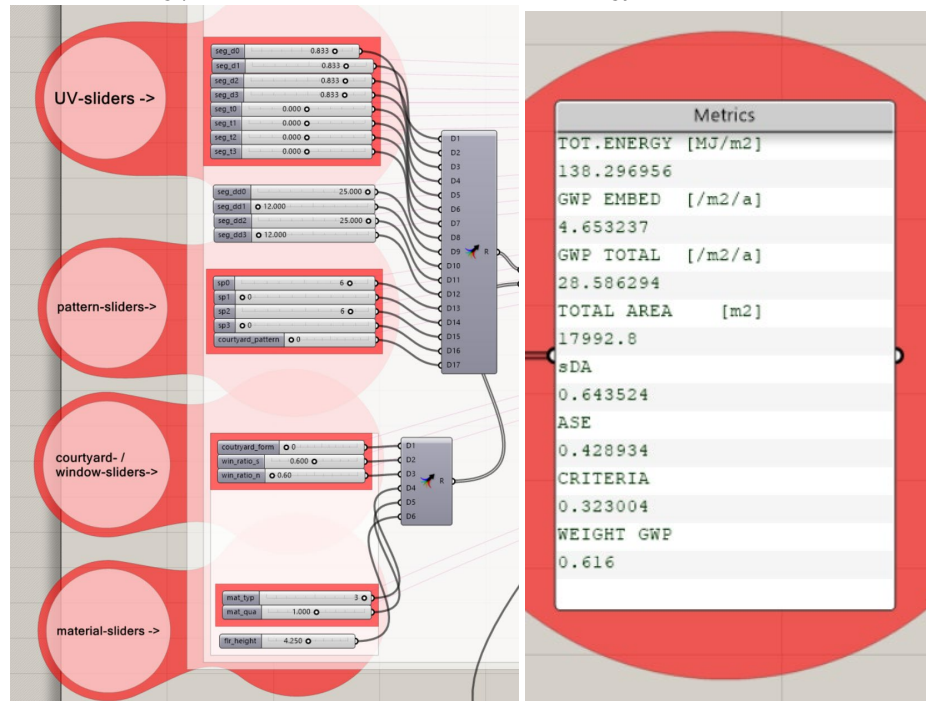 UV-sliders ->
seg_d0 0.833
seg_d1 0.833
seg_d2 0.833
seg_d3 0.833
seg_t0 0.000
seg_t1 0.000
seg_t2 0.000
seg_t3 0.000
seg_dd0 25.000
seg_dd1 12.000
seg_dd2 25.000
seg_dd3 12.000
D1
D2
D3
D4
D5
D6
D7
D8
D9 R
D10
D11
D12
D13
D14
D15
D16
D17
pattern-sliders->
sp0 6
sp1 0
sp2 6
sp3 0
courtyard_pattern 0
courtyard- /
window-sliders->
coutryard_form 0
win_ratio_s 0.600
win_ratio_n 0.60
D1
D2
D3
D4 R
D5
D6
material-sliders ->
mat_typ 3
mat_qua 1.000
flr_height 4.250
Metrics
TOT.ENERGY [MJ/m2]
138.296956
GWP EMBED [/m2/a]
4.653237
GWP TOTAL [/m2/a]
28.586294
TOTAL AREA [m2]
17992.8
sDA
0.643524
ASE
0.428934
CRITERIA
0.323004
WEIGHT GWP
0.616